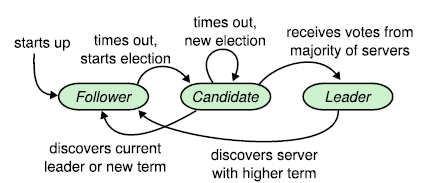 starts up
times out,
starts election
times out,
new election
receives votes from
majority of servers
Follower
Candidate
Leader
discovers current
leader or new term
discovers server
with higher term